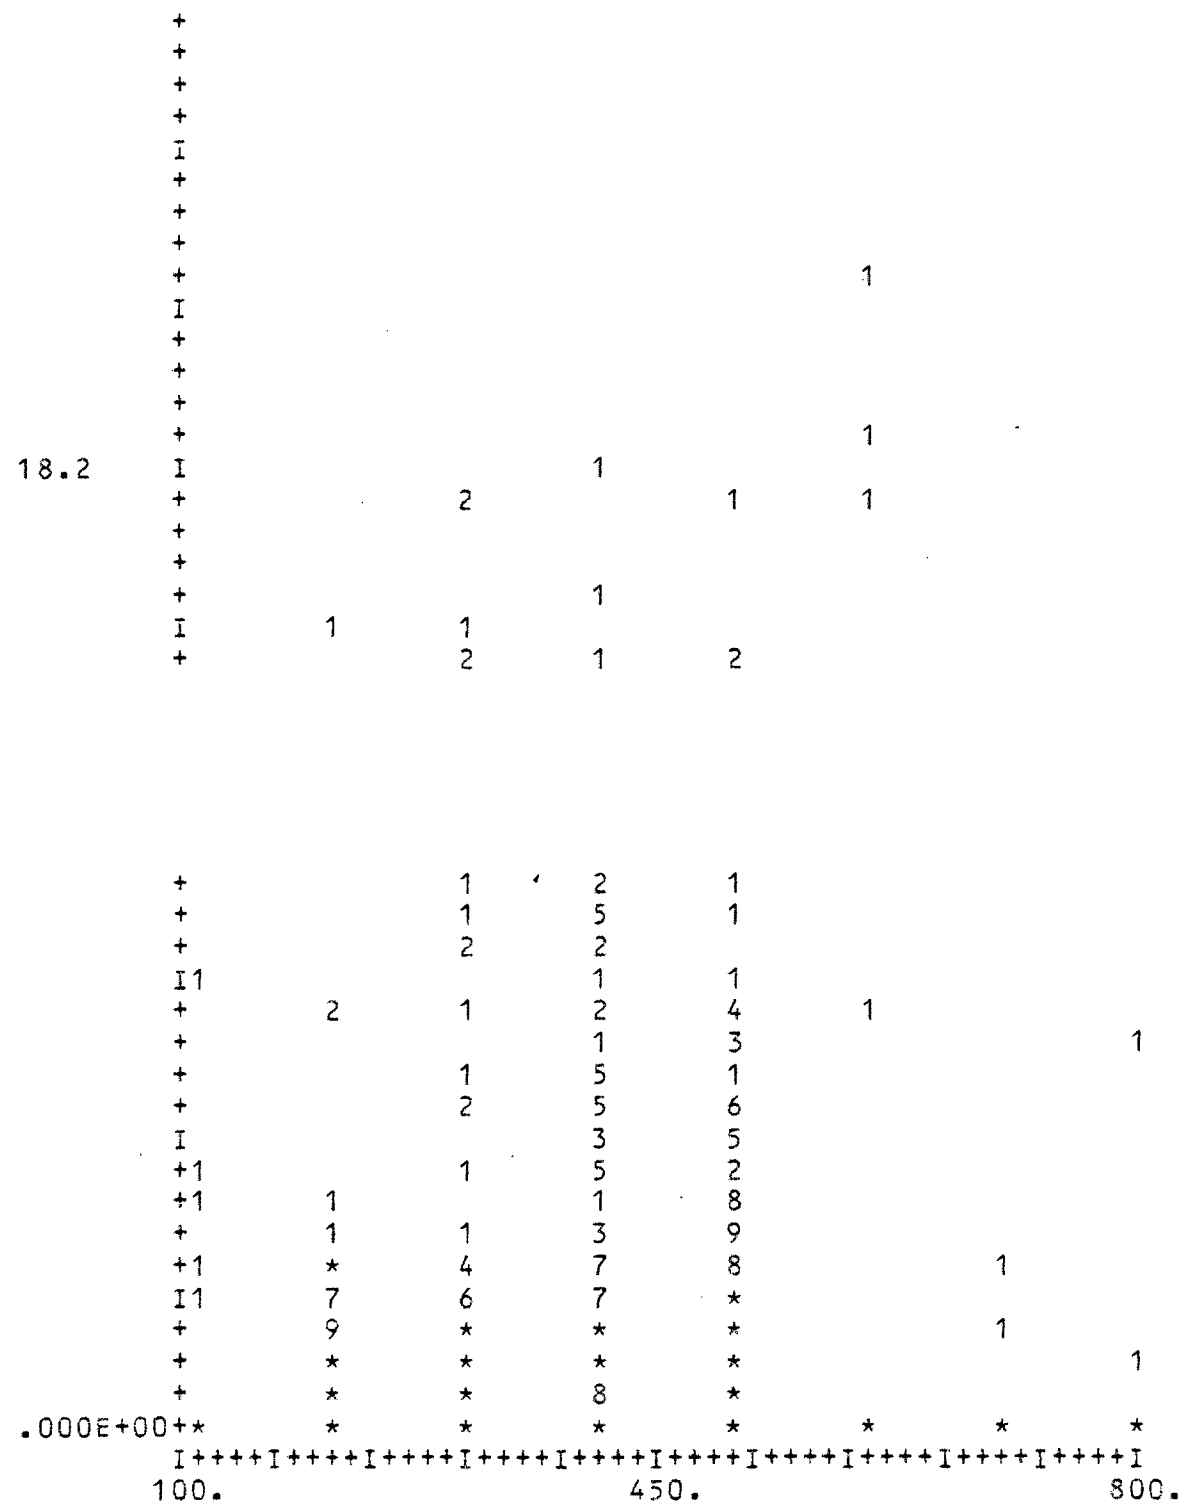 +
+
+
+
I
+
+
+
+ 1
I
+
+
+
+ 1
18.2 I 1
+ 2 1 1
+
+
+ 1
I 1 1
+ 2 1 2
+ 1 2 1
+ 1 5 1
+ 2 2
I1 1 1
+ 2 1 2 4 1
+ 1 3 1
+ 1 5 1
+ 2 5 6
I 3 5
+1 1 5 2
+1 1 1 8
+ 1 1 3 9
+1 * 4 7 8 1
I1 7 6 7 *
+ 9 * * * 1
+ * * * * 1
+ * * 8 *
.000E+00+* * * * * * * *
I++++I++++I++++I++++I++++I++++I++++I++++I++++I++++I
100. 450. 800.